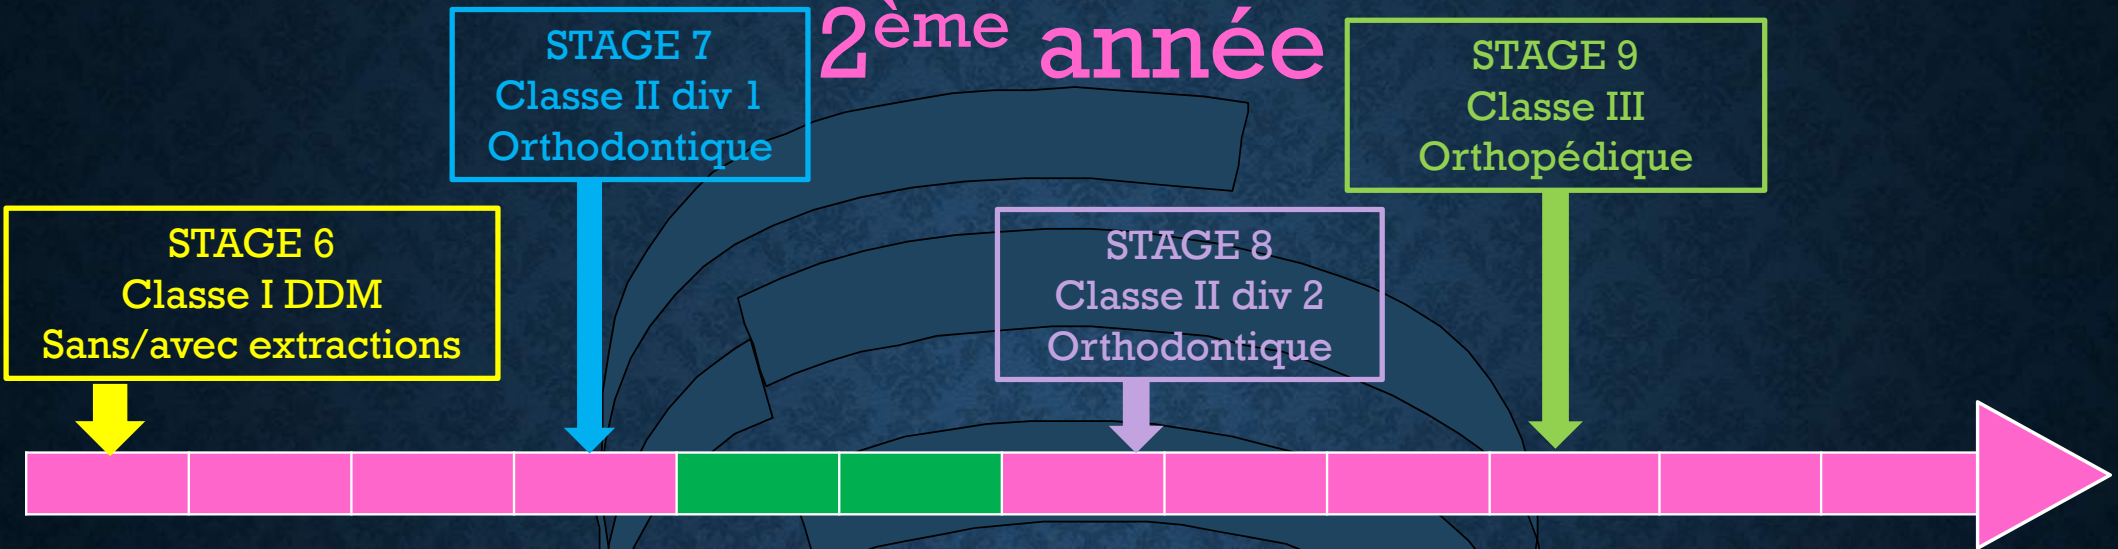 2ème année
STAGE 6
Classe I DDM
Sans/avec extractions
STAGE 7
Classe II div 1
Orthodontique
STAGE 8
Classe II div 2
Orthodontique
STAGE 9
Classe III
Orthopédique